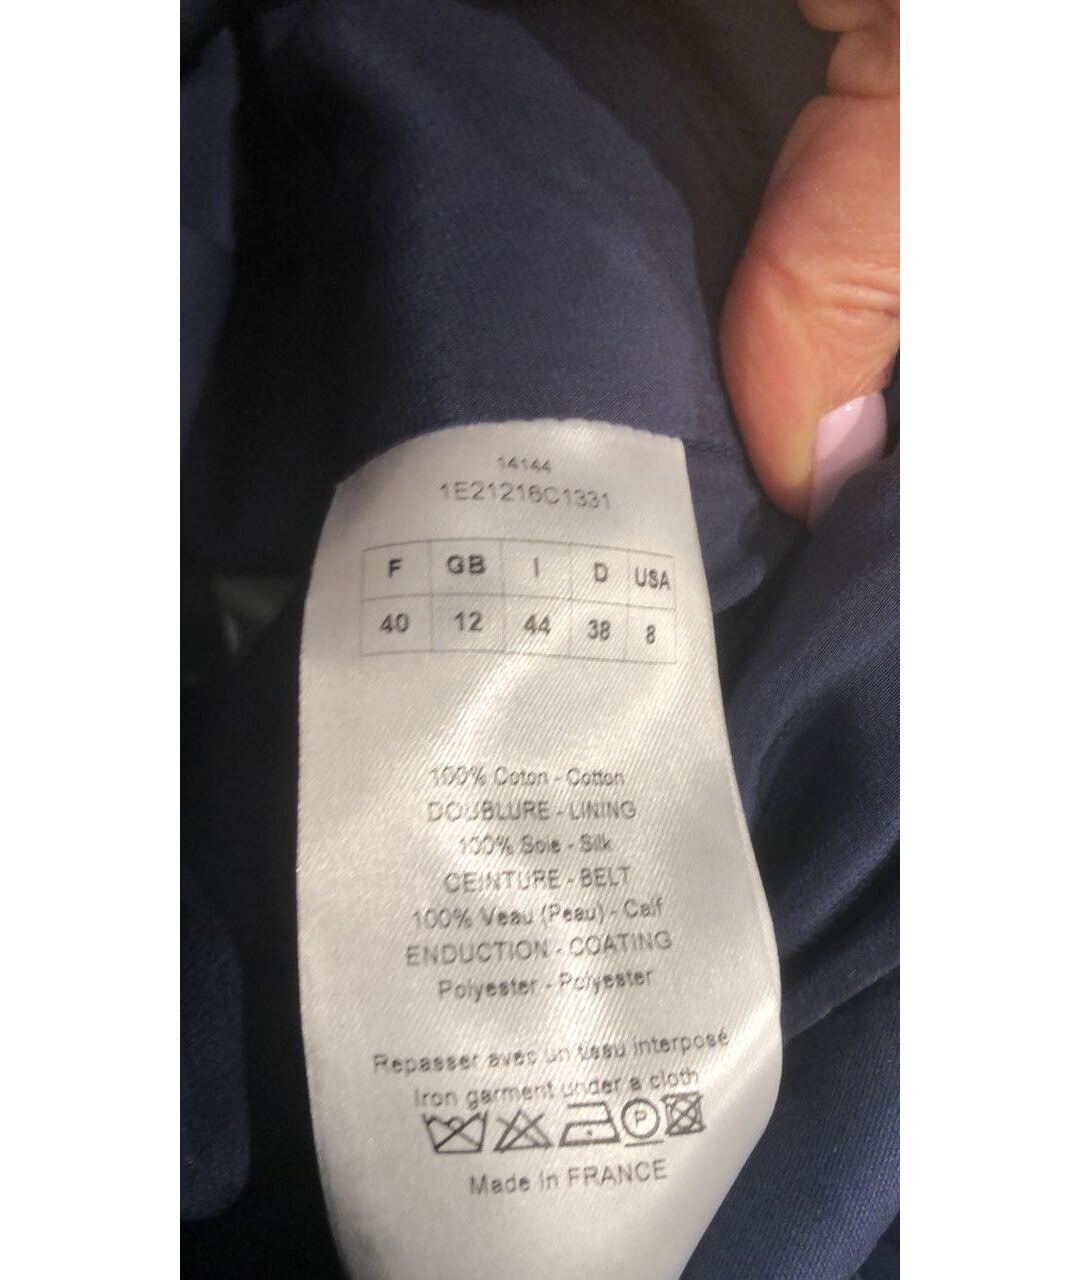 14144
1E21216C1331
F GB I D USA
40 12 44 38 8
100% Coton - Cotton
DOUBLURE - LINING
100% Soie - Silk
CEINTURE - BELT
100% Veau (Peau) - Calf
ENDUCTION - COATING
Polyester - Polyester
Repasser avec un tissu interposé
Iron garment under a cloth
P
Made in FRANCE